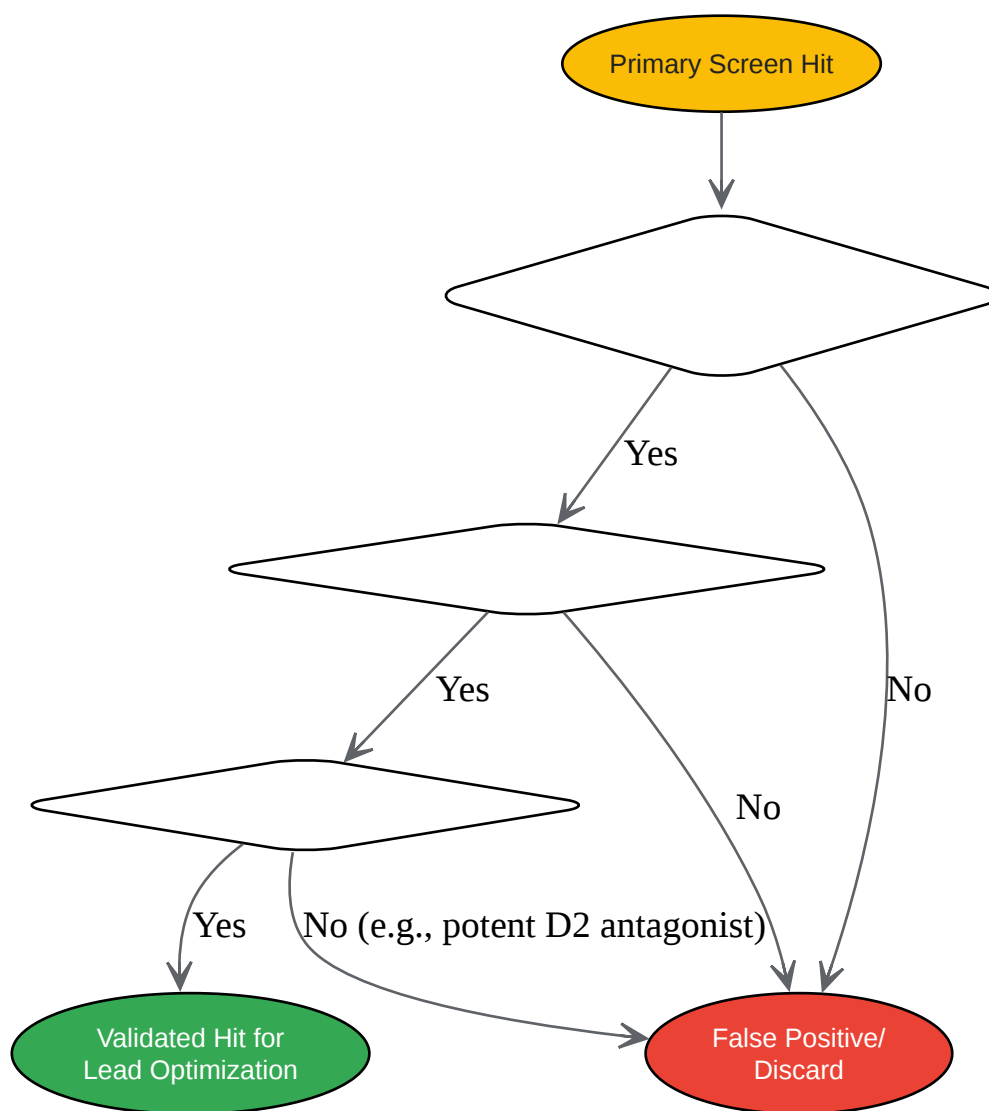 Primary Screen Hit
Yes
Yes
No
No
Yes
No (e.g., potent D2 antagonist)
Validated Hit for
Lead Optimization
False Positive/
Discard